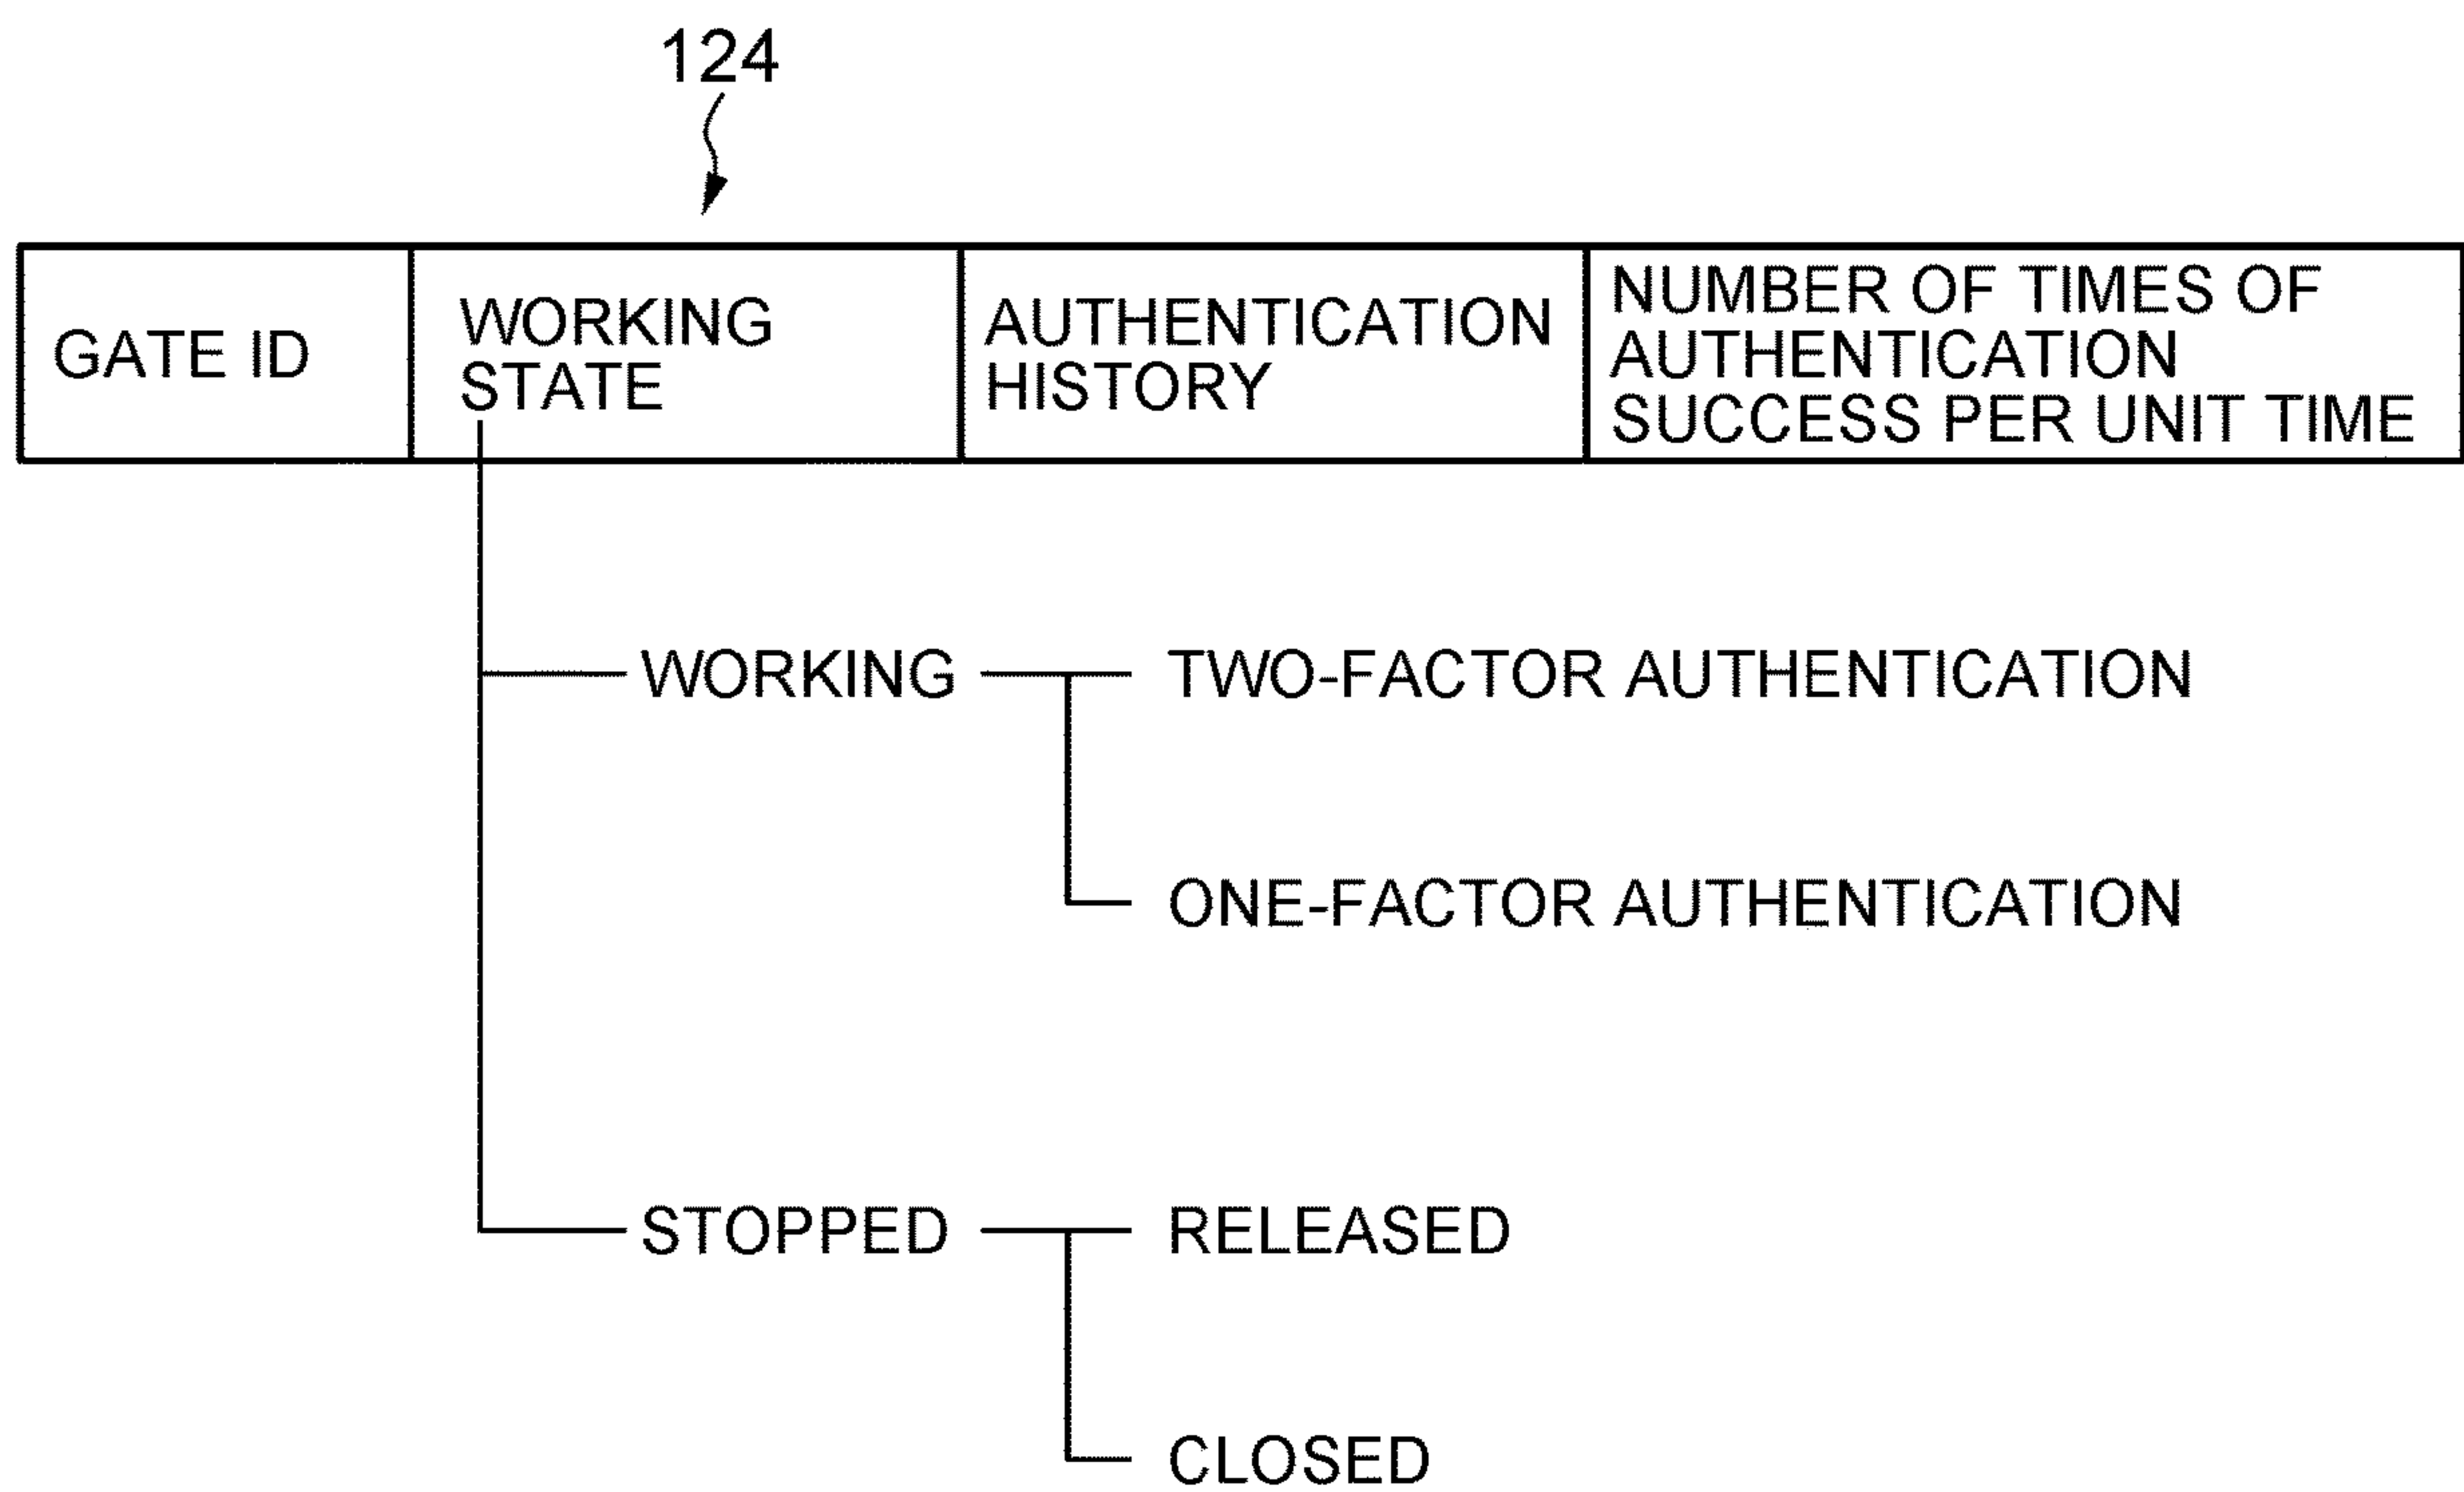 124
GATE ID
WORKING
STATE
AUTHENTICATION
HISTORY
NUMBER OF TIMES OF
AUTHENTICATION
SUCCESS PER UNIT TIME
WORKING
TWO-FACTOR AUTHENTICATION
ONE-FACTOR AUTHENTICATION
STOPPED
RELEASED
CLOSED